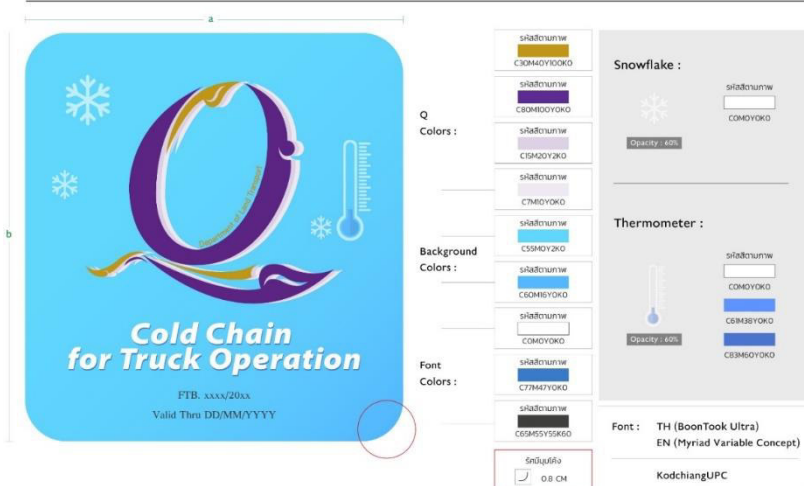 a
b
Department of Land Transport
Cold Chain
for Truck Operation
FTB. xxxx/20xx
Valid Thru DD/MM/YYYY
Q
Colors :
รหัสสีตามภาพ
C30M40Y100K0
รหัสสีตามภาพ
C80M100Y0K0
รหัสสีตามภาพ
C15M20Y2K0
รหัสสีตามภาพ
C7M10Y0K0
Background
Colors :
รหัสสีตามภาพ
C55M0Y2K0
รหัสสีตามภาพ
C60M16Y0K0
รหัสสีตามภาพ
C0M0Y0K0
Font
Colors :
รหัสสีตามภาพ
C77M47Y0K0
รหัสสีตามภาพ
C65M55Y55K60
รัศมีมุมโค้ง
0.8 CM
Snowflake :
รหัสสีตามภาพ
C0M0Y0K0
Opacity : 60%
Thermometer :
รหัสสีตามภาพ
C0M0Y0K0
C61M38Y0K0
C83M60Y0K0
Opacity : 60%
Font : TH (BoonTook Ultra)
EN (Myriad Variable Concept)
KodchiangUPC